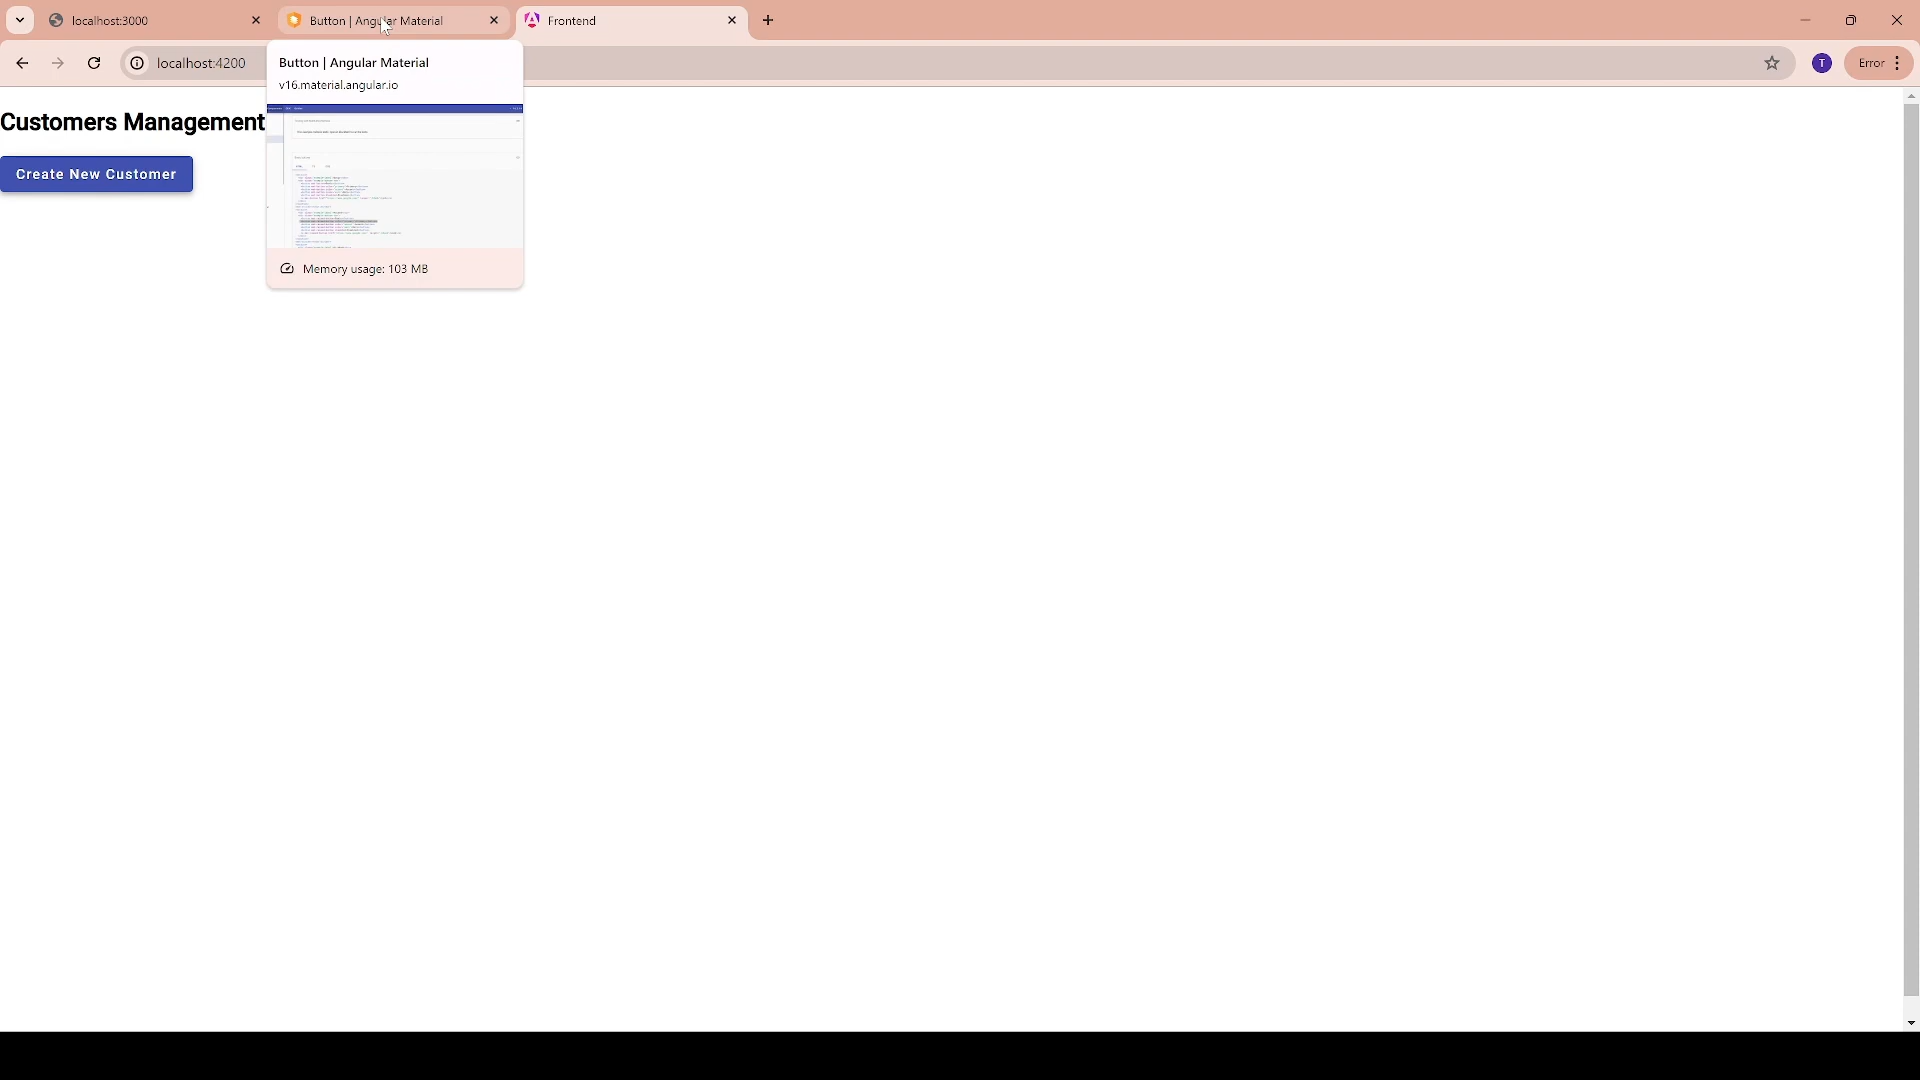 localhost:3000
Button | Angular Material
Frontend
localhost:4200
T
Error
Button | Angular Material
v16.material.angular.io
Memory usage: 103 MB
Customers Management
Create New Customer